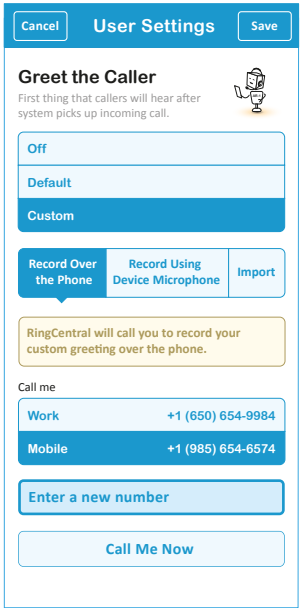 Cancel
User Settings
Save
Greet the Caller
First thing that callers will hear after
system picks up incoming call.
Off
Default
Custom
Record Over
the Phone
Record Using
Device Microphone
Import
RingCentral will call you to record your
custom greeting over the phone.
Call me
Work +1 (650) 654-9984
Mobile +1 (985) 654-6574
Enter a new number
Call Me Now